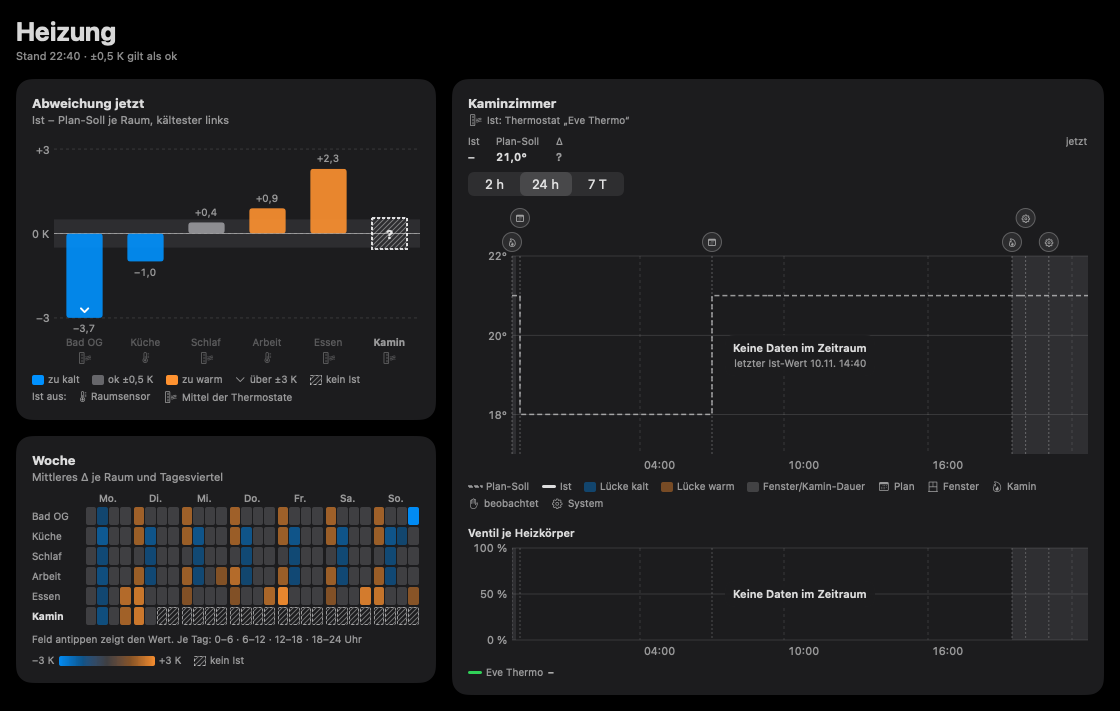 Heizung
Stand 22:40 · ±0,5 K gilt als ok
Abweichung jetzt
Ist – Plan-Soll je Raum, kältester links
+3
0 K
−3
−3,7
−1,0
+0,4
+0,9
+2,3
?
Bad OG
Küche
Schlaf
Arbeit
Essen
Kamin
zu kalt
ok ±0,5 K
zu warm
über ±3 K
kein Ist
Ist aus:
Raumsensor
Mittel der Thermostate
Woche
Mittleres Δ je Raum und Tagesviertel
Mo. Di. Mi. Do. Fr. Sa. So.
Bad OG
Küche
Schlaf
Arbeit
Essen
Kamin
Feld antippen zeigt den Wert. Je Tag: 0–6 · 6–12 · 12–18 · 18–24 Uhr
−3 K +3 K kein Ist
Kaminzimmer
Ist: Thermostat „Eve Thermo“
Ist Plan-Soll Δ jetzt
– 21,0° ?
2 h 24 h 7 T
22°
20°
18°
Keine Daten im Zeitraum
letzter Ist-Wert 10.11. 14:40
04:00 10:00 16:00
Plan-Soll Ist Lücke kalt Lücke warm Fenster/Kamin-Dauer Plan Fenster Kamin
beobachtet System
Ventil je Heizkörper
100 %
50 %
0 %
Keine Daten im Zeitraum
04:00 10:00 16:00
Eve Thermo –